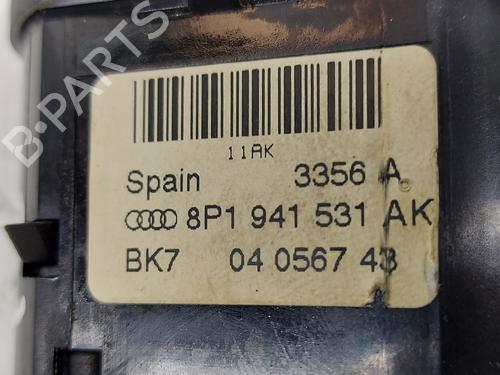 B-PARTS
11AK
Spain 3356 A
8P1 941 531 AK
BK7 04 0567 43